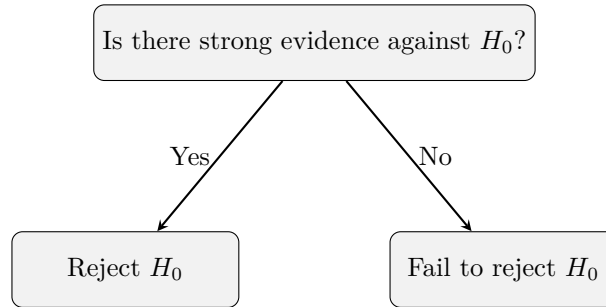 Is there strong evidence against H₀?
Yes
No
Reject H₀
Fail to reject H₀